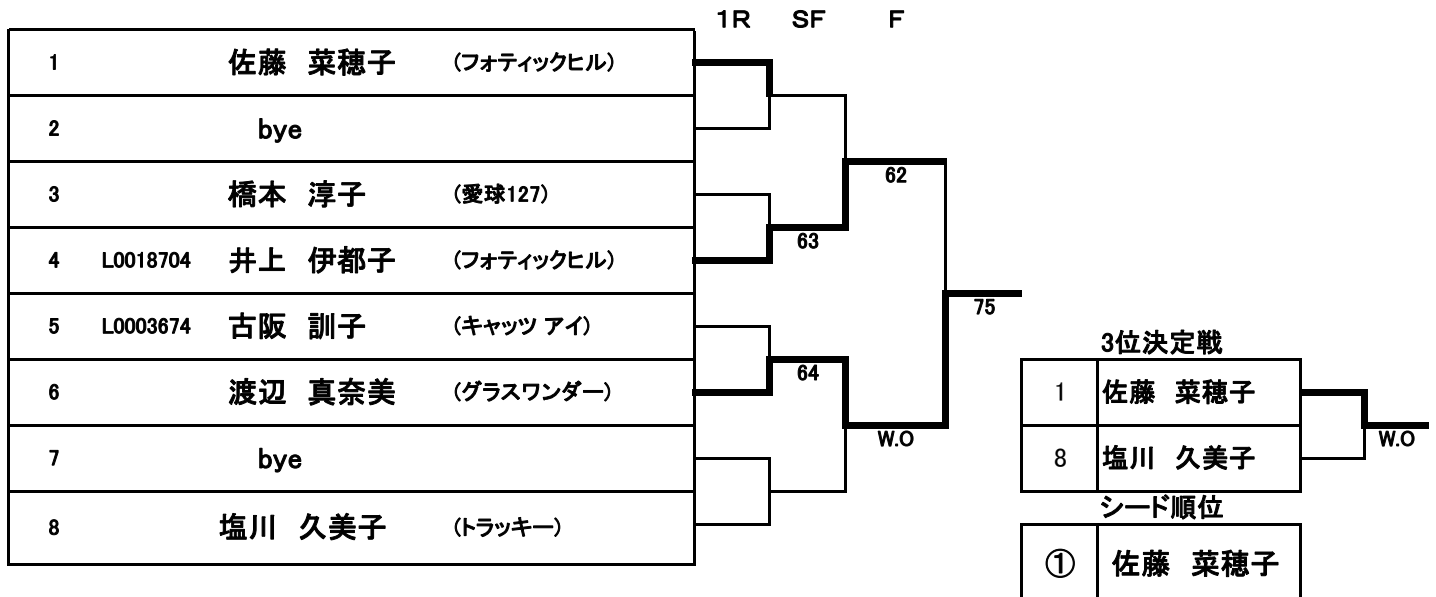 1R SF F
1 佐藤 菜穂子 (フォティックヒル)
2 bye
3 橋本 淳子 (愛球127)
4 L0018704 井上 伊都子 (フォティックヒル)
5 L0003674 古阪 訓子 (キャッツ アイ)
6 渡辺 真奈美 (グラスワンダー)
7 bye
8 塩川 久美子 (トラッキー)
62
63
64
W.O
75
3位決定戦
1 佐藤 菜穂子
8 塩川 久美子
W.O
シード順位
① 佐藤 菜穂子